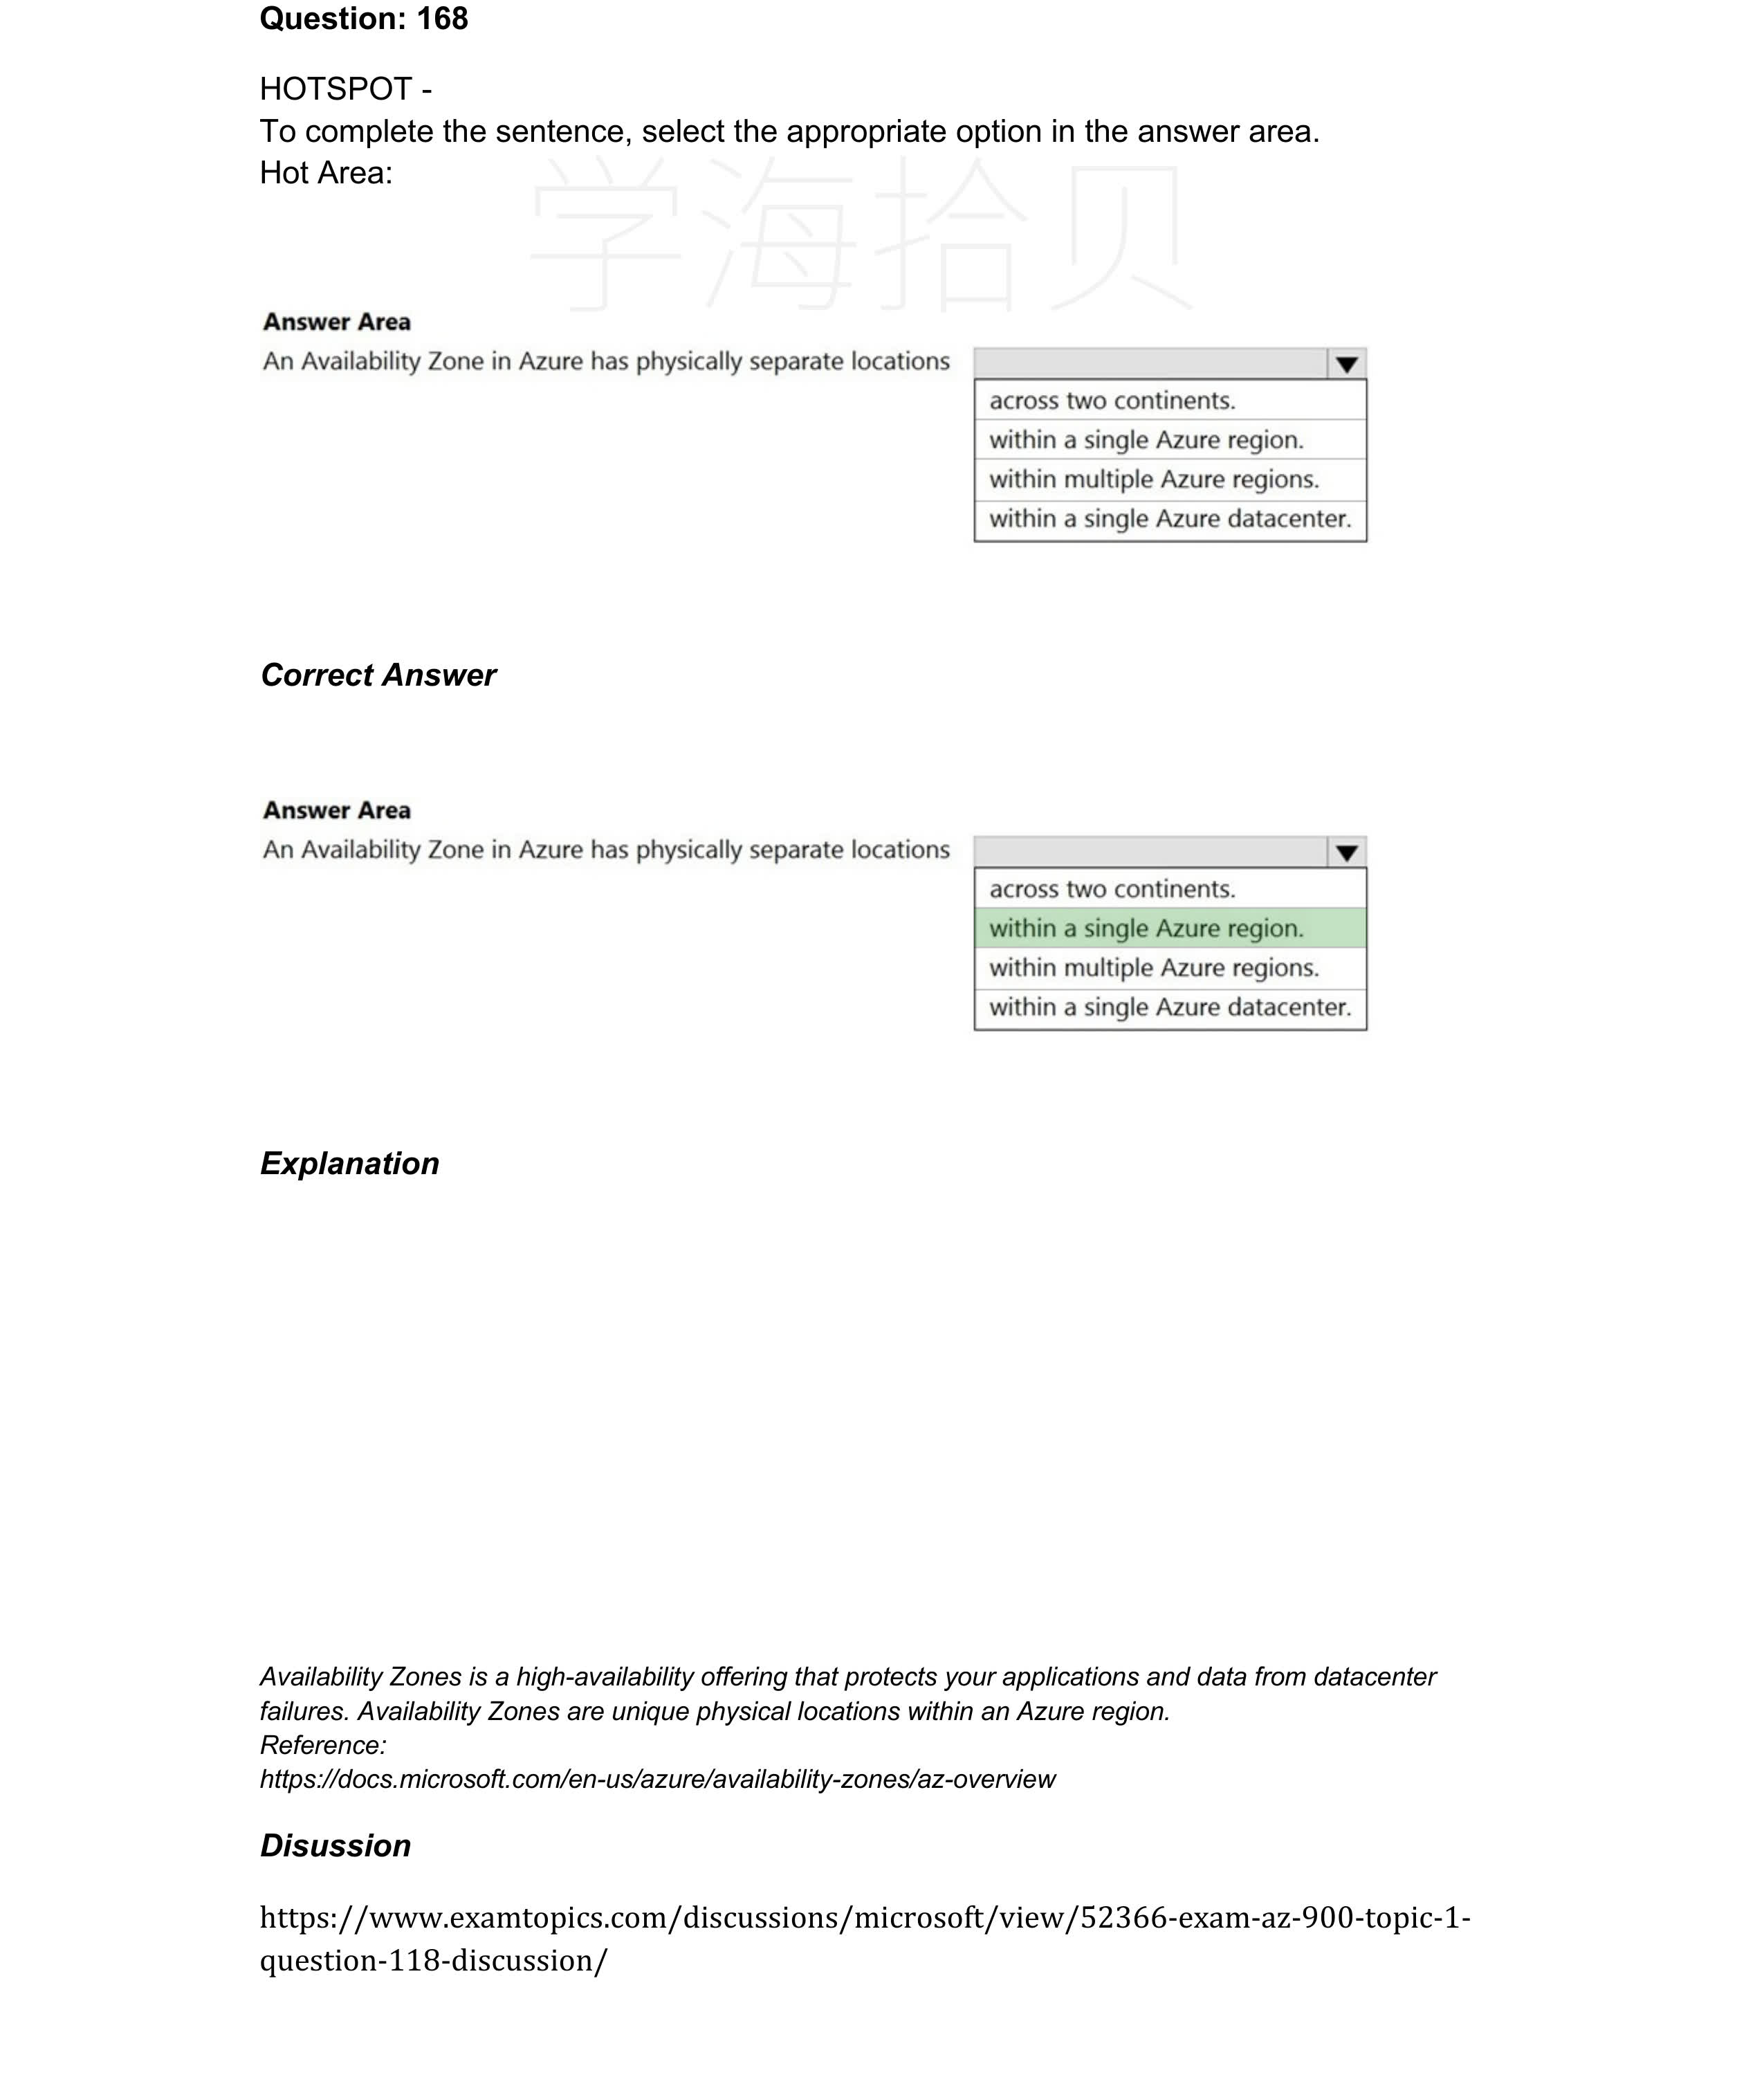 Question: 168
HOTSPOT -
To complete the sentence, select the appropriate option in the answer area.
Hot Area:
学海拾贝
Answer Area
An Availability Zone in Azure has physically separate locations
across two continents.
within a single Azure region.
within multiple Azure regions.
within a single Azure datacenter.
Correct Answer
Answer Area
An Availability Zone in Azure has physically separate locations
across two continents.
within a single Azure region.
within multiple Azure regions.
within a single Azure datacenter.
Explanation
Availability Zones is a high-availability offering that protects your applications and data from datacenter
failures. Availability Zones are unique physical locations within an Azure region.
Reference:
https://docs.microsoft.com/en-us/azure/availability-zones/az-overview
Disussion
https://www.examtopics.com/discussions/microsoft/view/52366-exam-az-900-topic-1-
question-118-discussion/